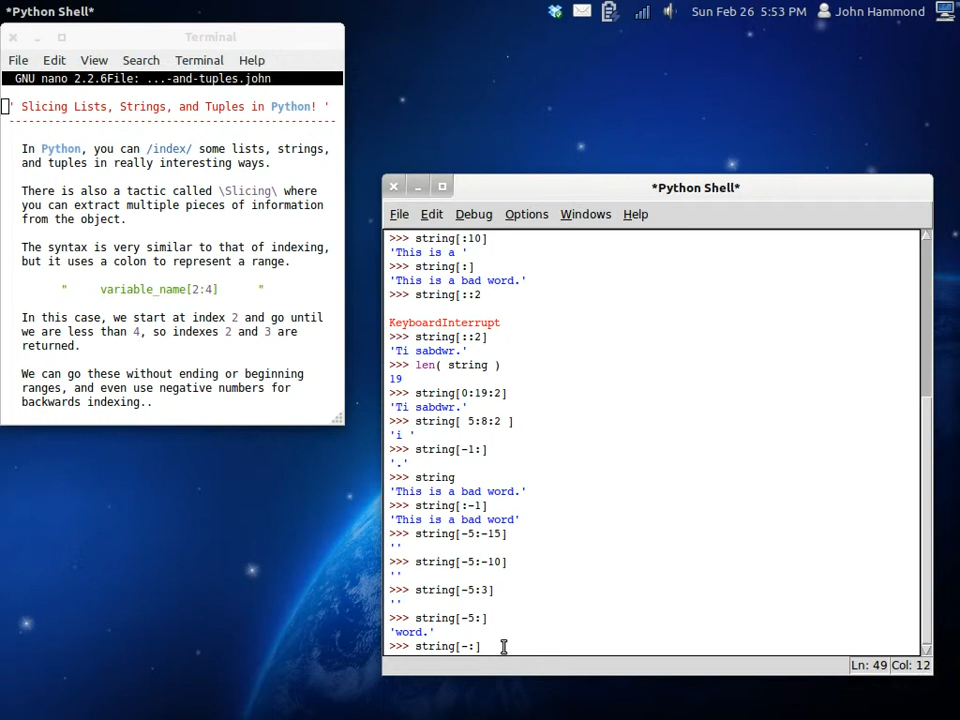 *Python Shell*
Sun Feb 26 5:53 PM John Hammond
Terminal
File Edit View Search Terminal Help
GNU nano 2.2.6File: ...-and-tuples.john
' Slicing Lists, Strings, and Tuples in Python! '
-------------------------------------------------
In Python, you can /index/ some lists, strings,
and tuples in really interesting ways.
There is also a tactic called \Slicing\ where
you can extract multiple pieces of information
from the object.
The syntax is very similar to that of indexing,
but it uses a colon to represent a range.
" variable_name[2:4] "
In this case, we start at index 2 and go until
we are less than 4, so indexes 2 and 3 are
returned.
We can go these without ending or beginning
ranges, and even use negative numbers for
backwards indexing..
*Python Shell*
File Edit Debug Options Windows Help
>>> string[:10]
'This is a '
>>> string[:]
'This is a bad word.'
>>> string[::2
KeyboardInterrupt
>>> string[::2]
'Ti sabdwr.'
>>> len( string )
19
>>> string[0:19:2]
'Ti sabdwr.'
>>> string[ 5:8:2 ]
'i '
>>> string[-1:]
'.'
>>> string
'This is a bad word.'
>>> string[:-1]
'This is a bad word'
>>> string[-5:-15]
''
>>> string[-5:-10]
''
>>> string[-5:3]
''
>>> string[-5:]
'word.'
>>> string[-:]
Ln: 49 Col: 12